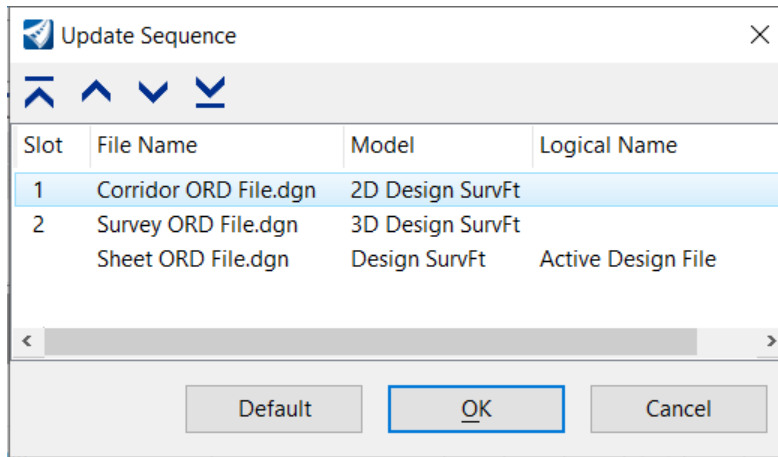 Update Sequence
Slot File Name Model Logical Name
1 Corridor ORD File.dgn 2D Design SurvFt
2 Survey ORD File.dgn 3D Design SurvFt
Sheet ORD File.dgn Design SurvFt Active Design File
Default OK Cancel